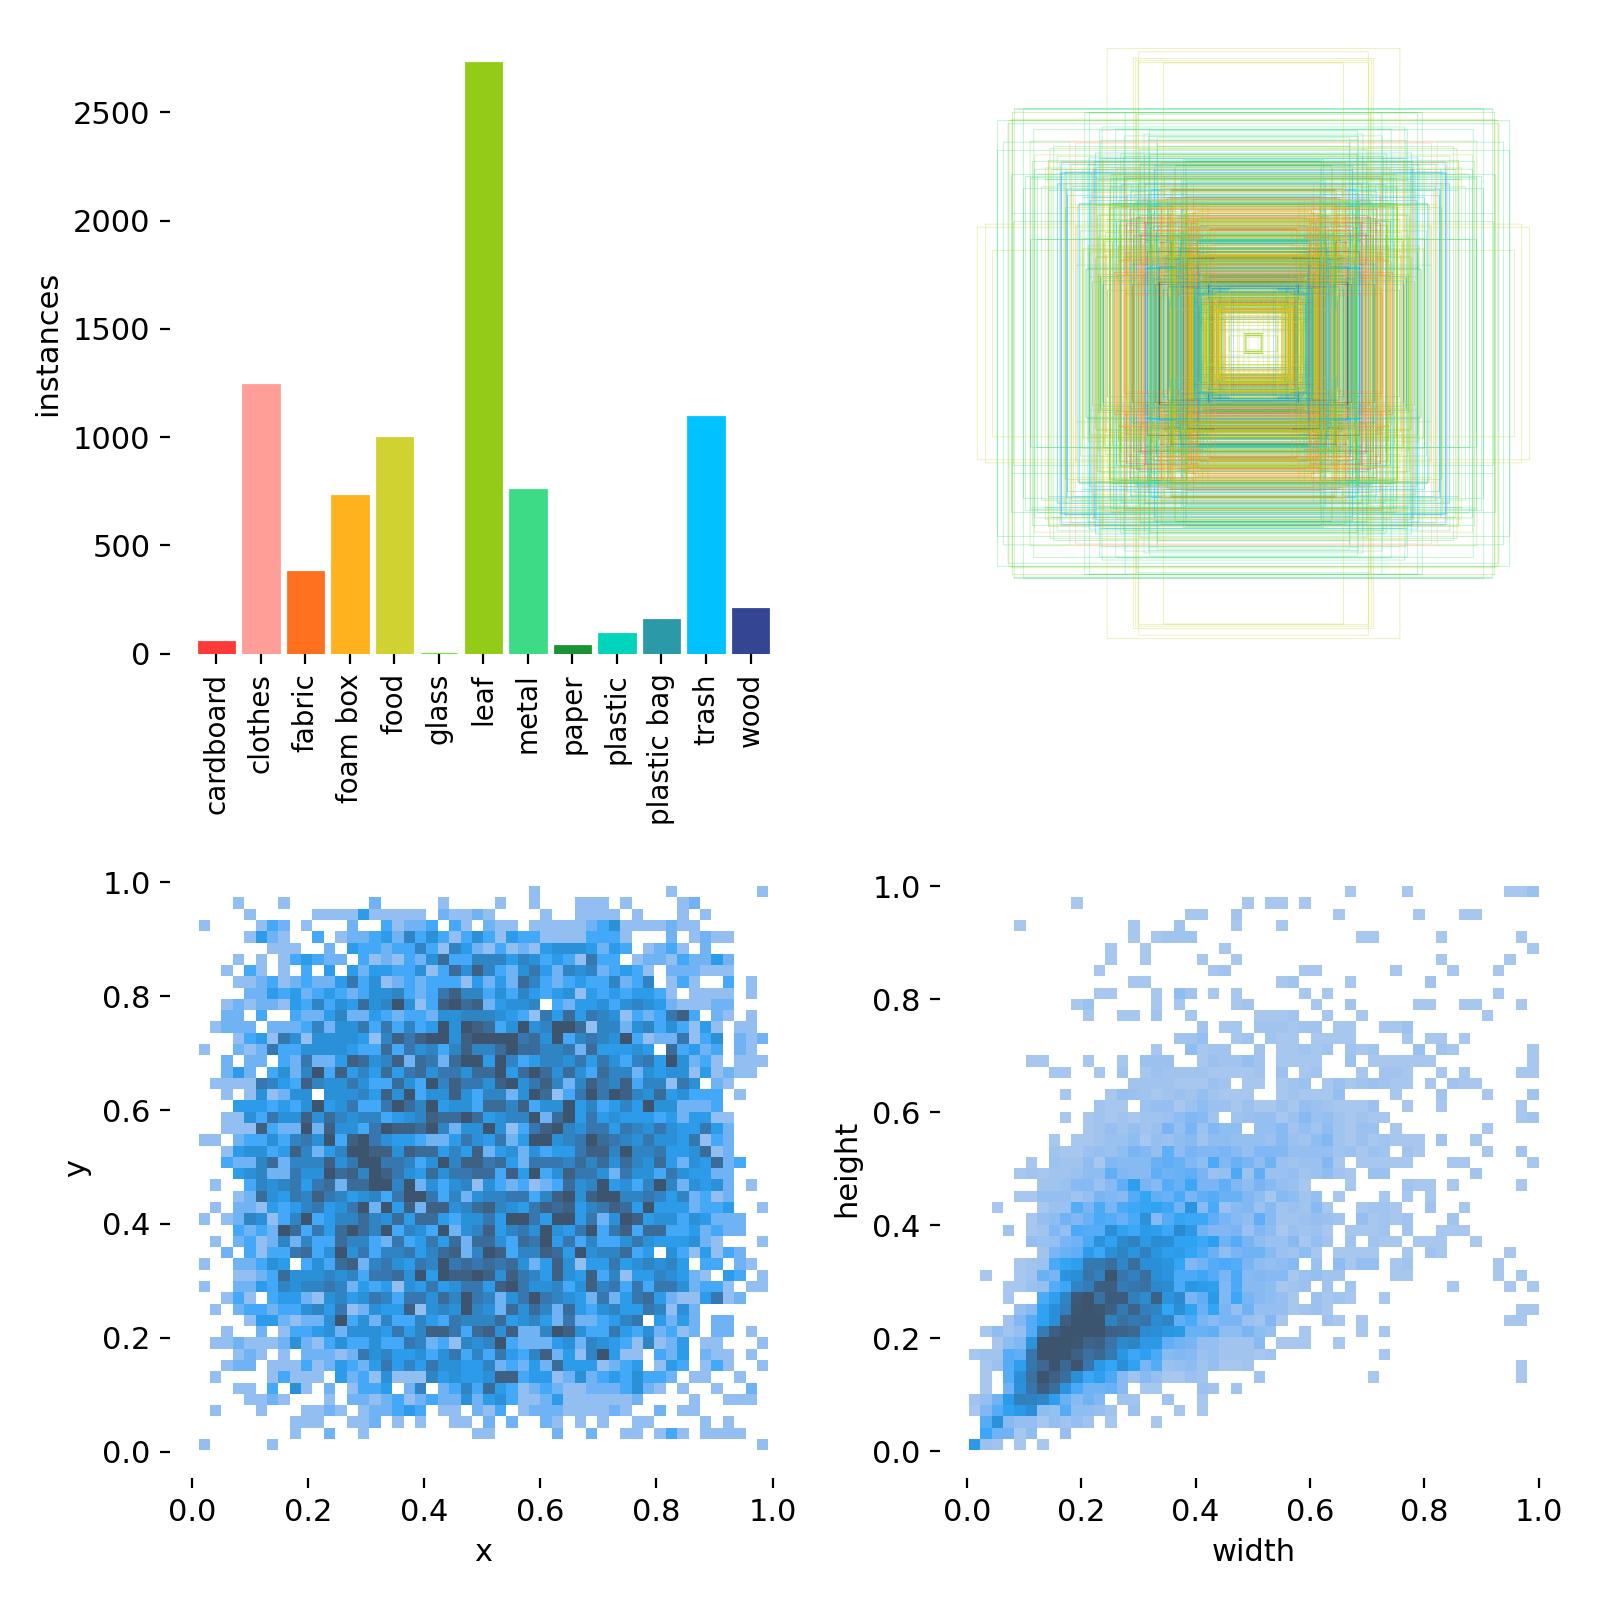 instances
2500
2000
1500
1000
500
0
cardboard
clothes
fabric
foam box
food
glass
leaf
metal
paper
plastic
plastic bag
trash
wood
y
1.0
0.8
0.6
0.4
0.2
0.0
0.0 0.2 0.4 0.6 0.8 1.0
x
height
1.0
0.8
0.6
0.4
0.2
0.0
0.0 0.2 0.4 0.6 0.8 1.0
width